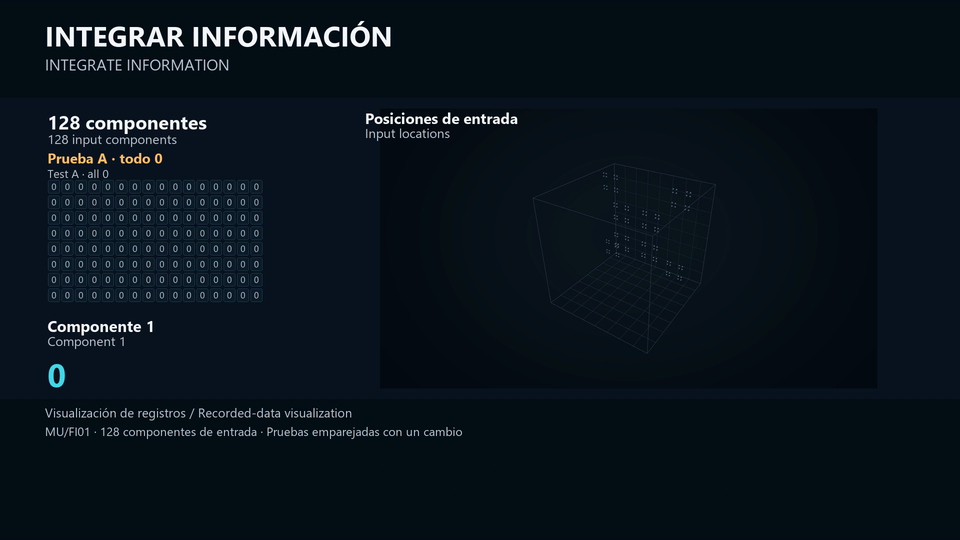 INTEGRAR INFORMACIÓN
INTEGRATE INFORMATION
128 componentes
128 input components
Prueba A · todo 0
Test A · all 0
0 0 0 0 0 0 0 0 0 0 0 0 0 0 0 0
0 0 0 0 0 0 0 0 0 0 0 0 0 0 0 0
0 0 0 0 0 0 0 0 0 0 0 0 0 0 0 0
0 0 0 0 0 0 0 0 0 0 0 0 0 0 0 0
0 0 0 0 0 0 0 0 0 0 0 0 0 0 0 0
0 0 0 0 0 0 0 0 0 0 0 0 0 0 0 0
0 0 0 0 0 0 0 0 0 0 0 0 0 0 0 0
0 0 0 0 0 0 0 0 0 0 0 0 0 0 0 0
Componente 1
Component 1
0
Posiciones de entrada
Input locations
Visualización de registros / Recorded-data visualization
MU/FI01 · 128 componentes de entrada · Pruebas emparejadas con un cambio